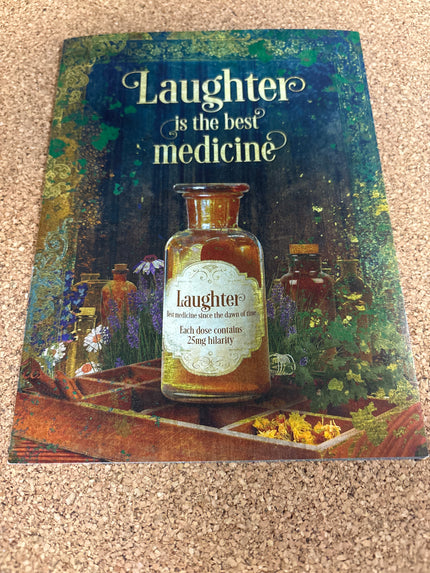 Laughter
is the best
medicine
Laughter
Best medicine since the dawn of time
Each dose contains
25mg hilarity